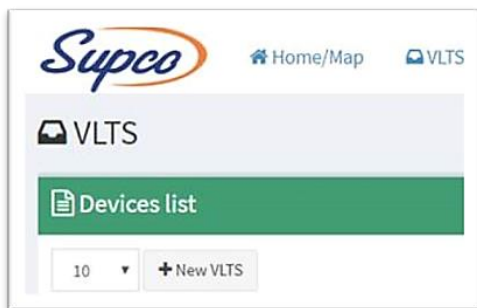 Supco Home/Map VLTS
VLTS
Devices list
10 New VLTS